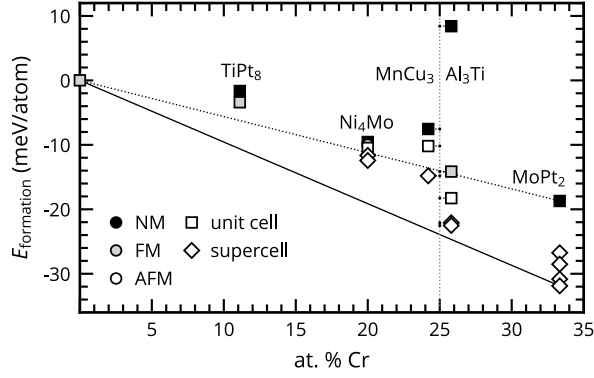 10
0
-10
-20
-30
E_formation (meV/atom)
TiPt₈
Ni₄Mo
MnCu₃ Al₃Ti
MoPt₂
NM unit cell
FM supercell
AFM
5 10 15 20 25 30 35
at. % Cr